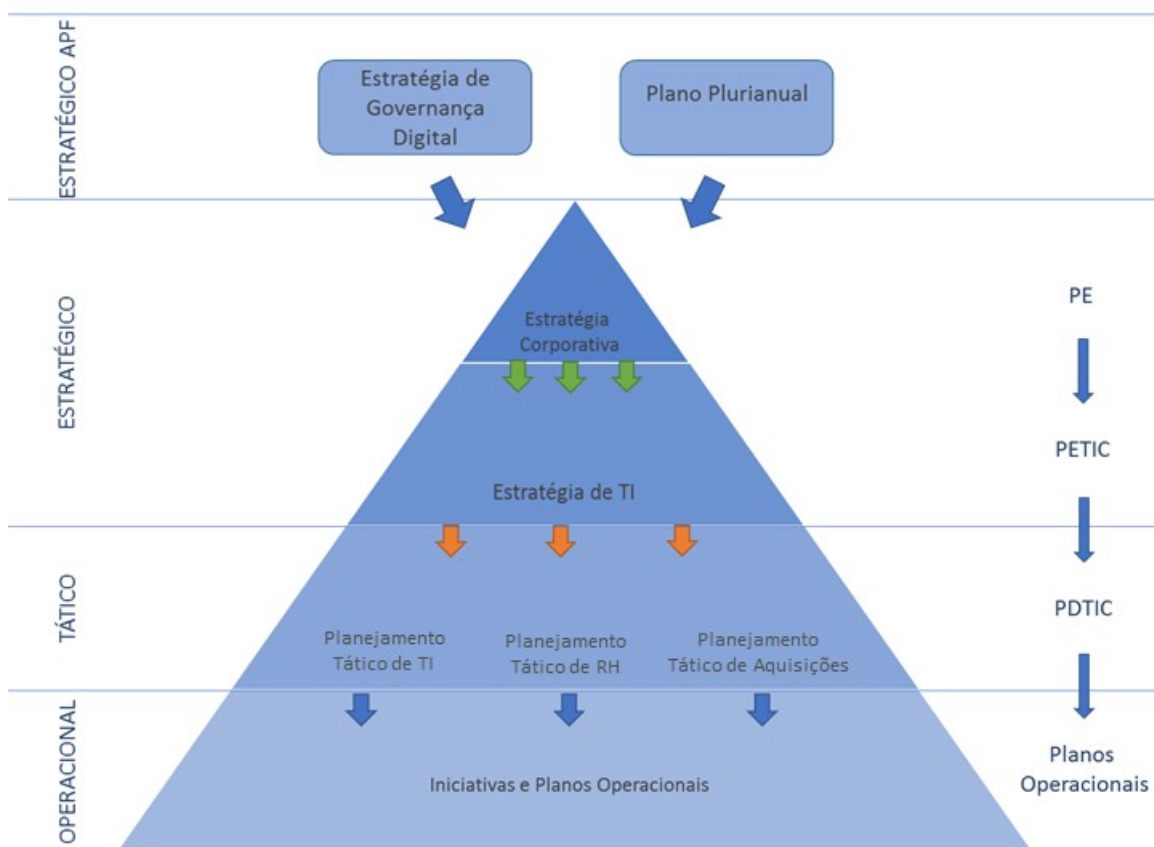 ESTRATÉGICO APF
Estratégia de
Governança
Digital
Plano Plurianual
ESTRATÉGICO
Estratégia
Corporativa
PE
Estratégia de TI
PETIC
TÁTICO
Planejamento
Tático de TI
Planejamento
Tático de RH
Planejamento
Tático de Aquisições
PDTIC
OPERACIONAL
Iniciativas e Planos Operacionais
Planos
Operacionais